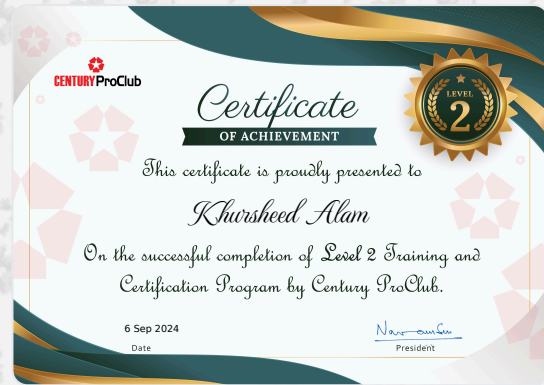 CENTURY ProClub
Certificate
OF ACHIEVEMENT
LEVEL
2
This certificate is proudly presented to
Khursheed Alam
On the successful completion of Level 2 Training and
Certification Program by Century ProClub.
6 Sep 2024
Date
President